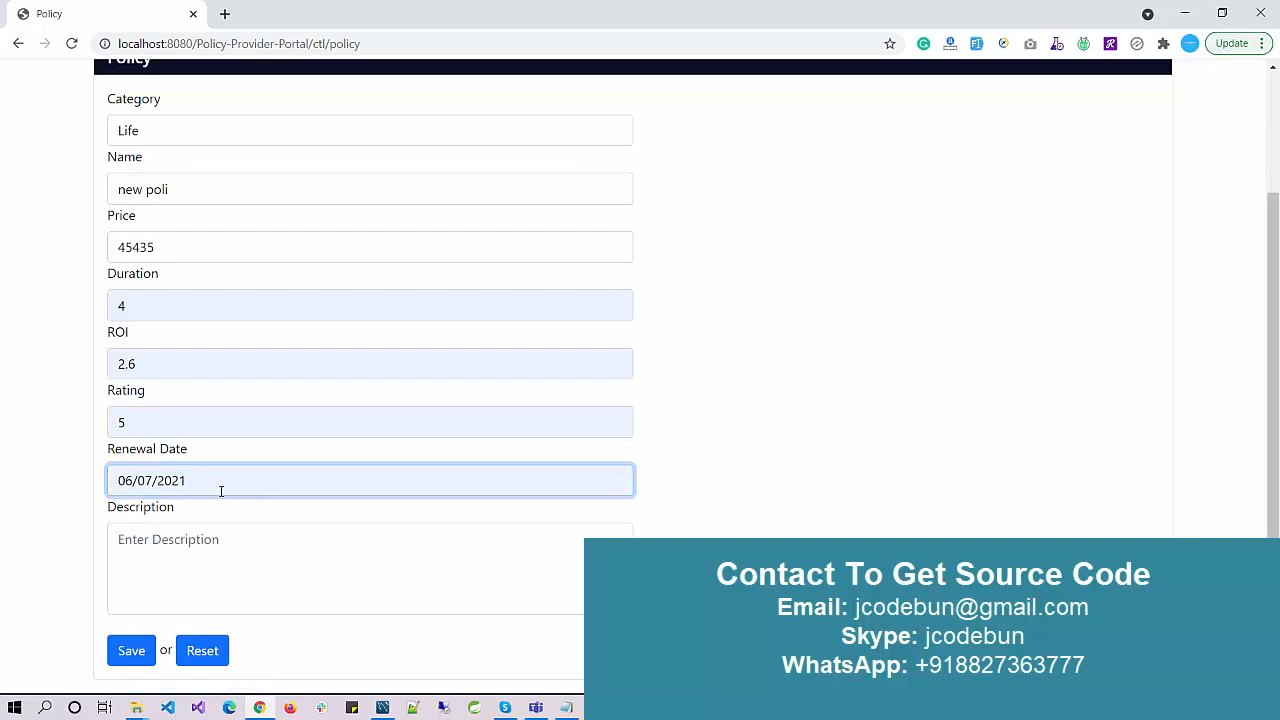 Policy
localhost:8080/Policy-Provider-Portal/ctl/policy
Update
Policy
Category
Life
Name
new poli
Price
45435
Duration
4
ROI
2.6
Rating
5
Renewal Date
06/07/2021
Description
Enter Description
Save or Reset
Contact To Get Source Code
Email: jcodebun@gmail.com
Skype: jcodebun
WhatsApp: +918827363777